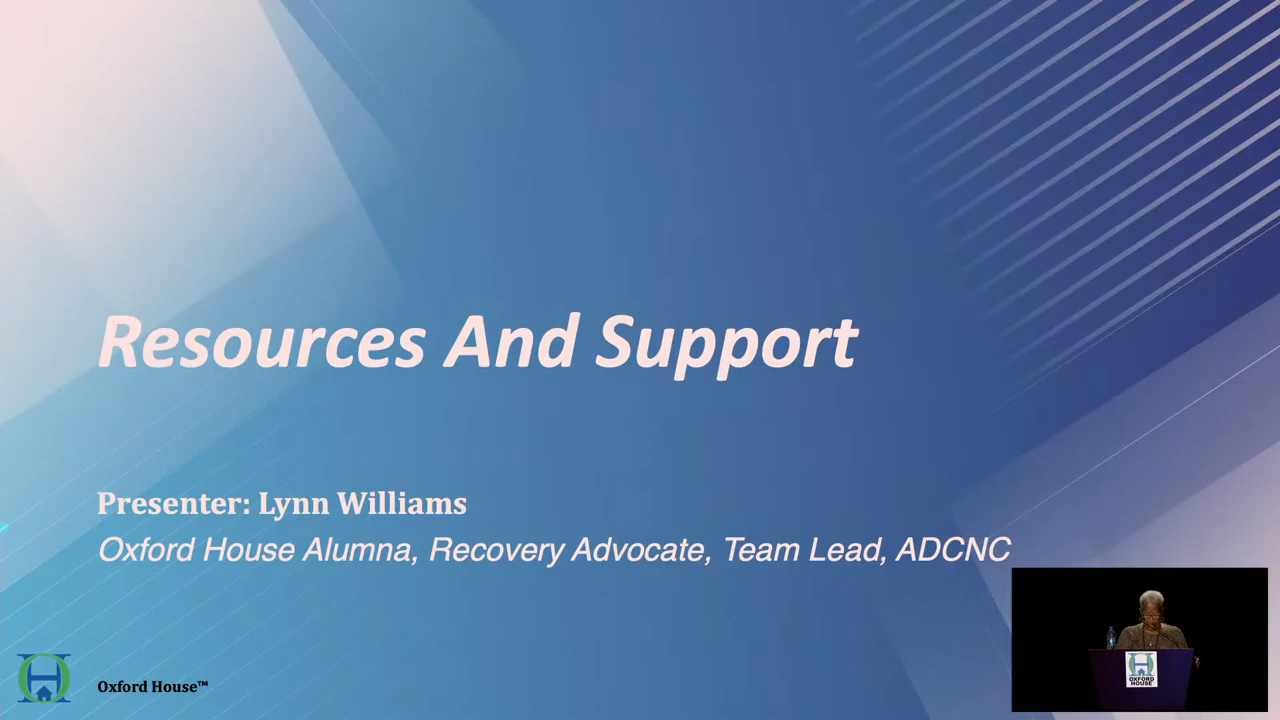 Resources And Support
Presenter: Lynn Williams
Oxford House Alumna, Recovery Advocate, Team Lead, ADCNC
Oxford House™
OXFORD
HOUSE